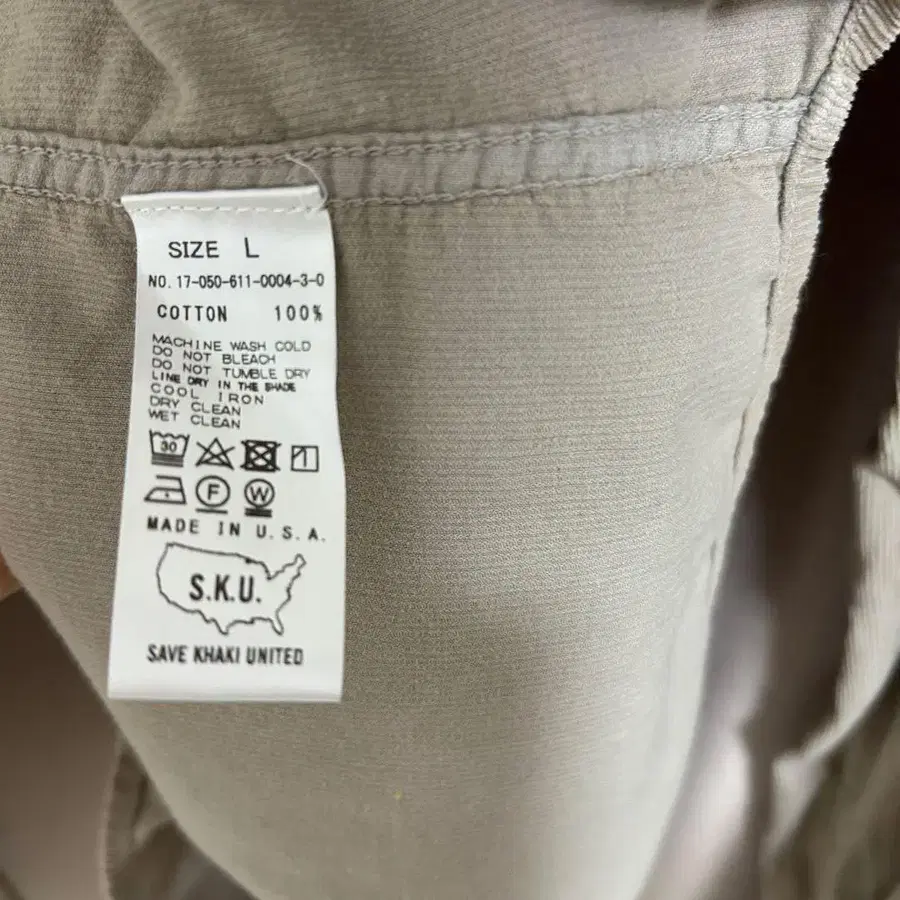 SIZE L
NO. 17-050-611-0004-3-0
COTTON 100%
MACHINE WASH COLD
DO NOT BLEACH
DO NOT TUMBLE DRY
LINE DRY IN THE SHADE
COOL IRON
DRY CLEAN
WET CLEAN
30
F W
MADE IN U.S.A.
S.K.U.
SAVE KHAKI UNITED